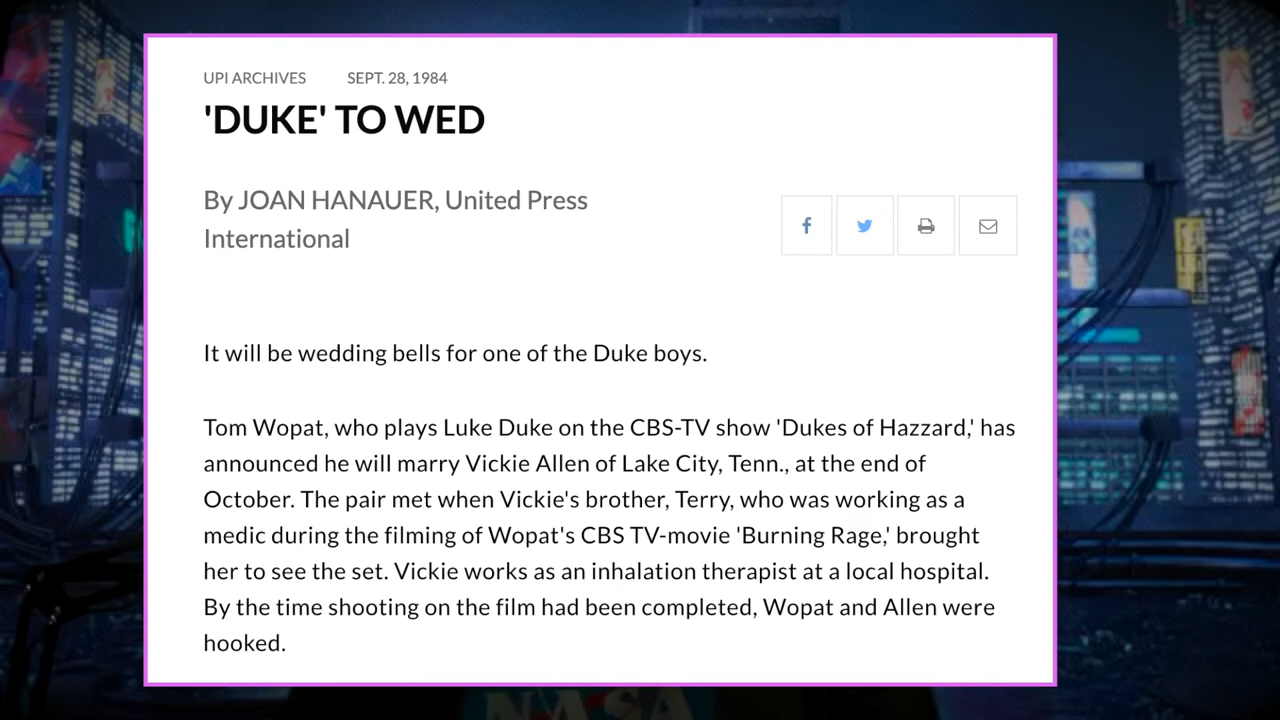 UPI ARCHIVES SEPT. 28, 1984
'DUKE' TO WED
By JOAN HANAUER, United Press
International
It will be wedding bells for one of the Duke boys.
Tom Wopat, who plays Luke Duke on the CBS-TV show 'Dukes of Hazzard,' has
announced he will marry Vickie Allen of Lake City, Tenn., at the end of
October. The pair met when Vickie's brother, Terry, who was working as a
medic during the filming of Wopat's CBS TV-movie 'Burning Rage,' brought
her to see the set. Vickie works as an inhalation therapist at a local hospital.
By the time shooting on the film had been completed, Wopat and Allen were
hooked.
NASA